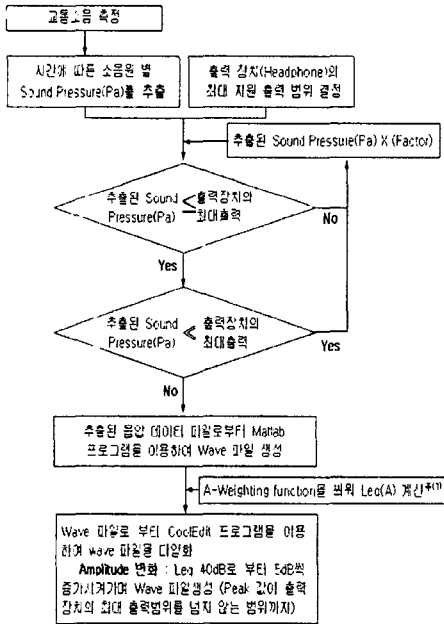 교통소음 측정
시간에 따른 소음원 별
Sound Pressure(Pa)를 추출
출력 장치(Headphone)의
최대 지원 출력 범위 결정
추출된 Sound Pressure(Pa) X (Factor)
추출된 Sound ≤ 출력장치의
Pressure(Pa) 최대출력
No
Yes
추출된 Sound ≪ 출력장치의
Pressure(Pa) 최대출력
Yes
No
추출된 음압 데이터 파일로부터 Matlab
프로그램을 이용하여 Wave 파일 생성
A-Weighting function을 씌워 Leq(A) 계산
Wave 파일로 부터 CoolEdit 프로그램을 이용
하여 wave 파일을 다양화
Amplitude 변화 : Leq 40dB로 부터 5dB씩
증가시켜가며 Wave 파일생성 (Peak 값이 출력
장치의 최대 출력범위를 넘지 않는 범위까지)